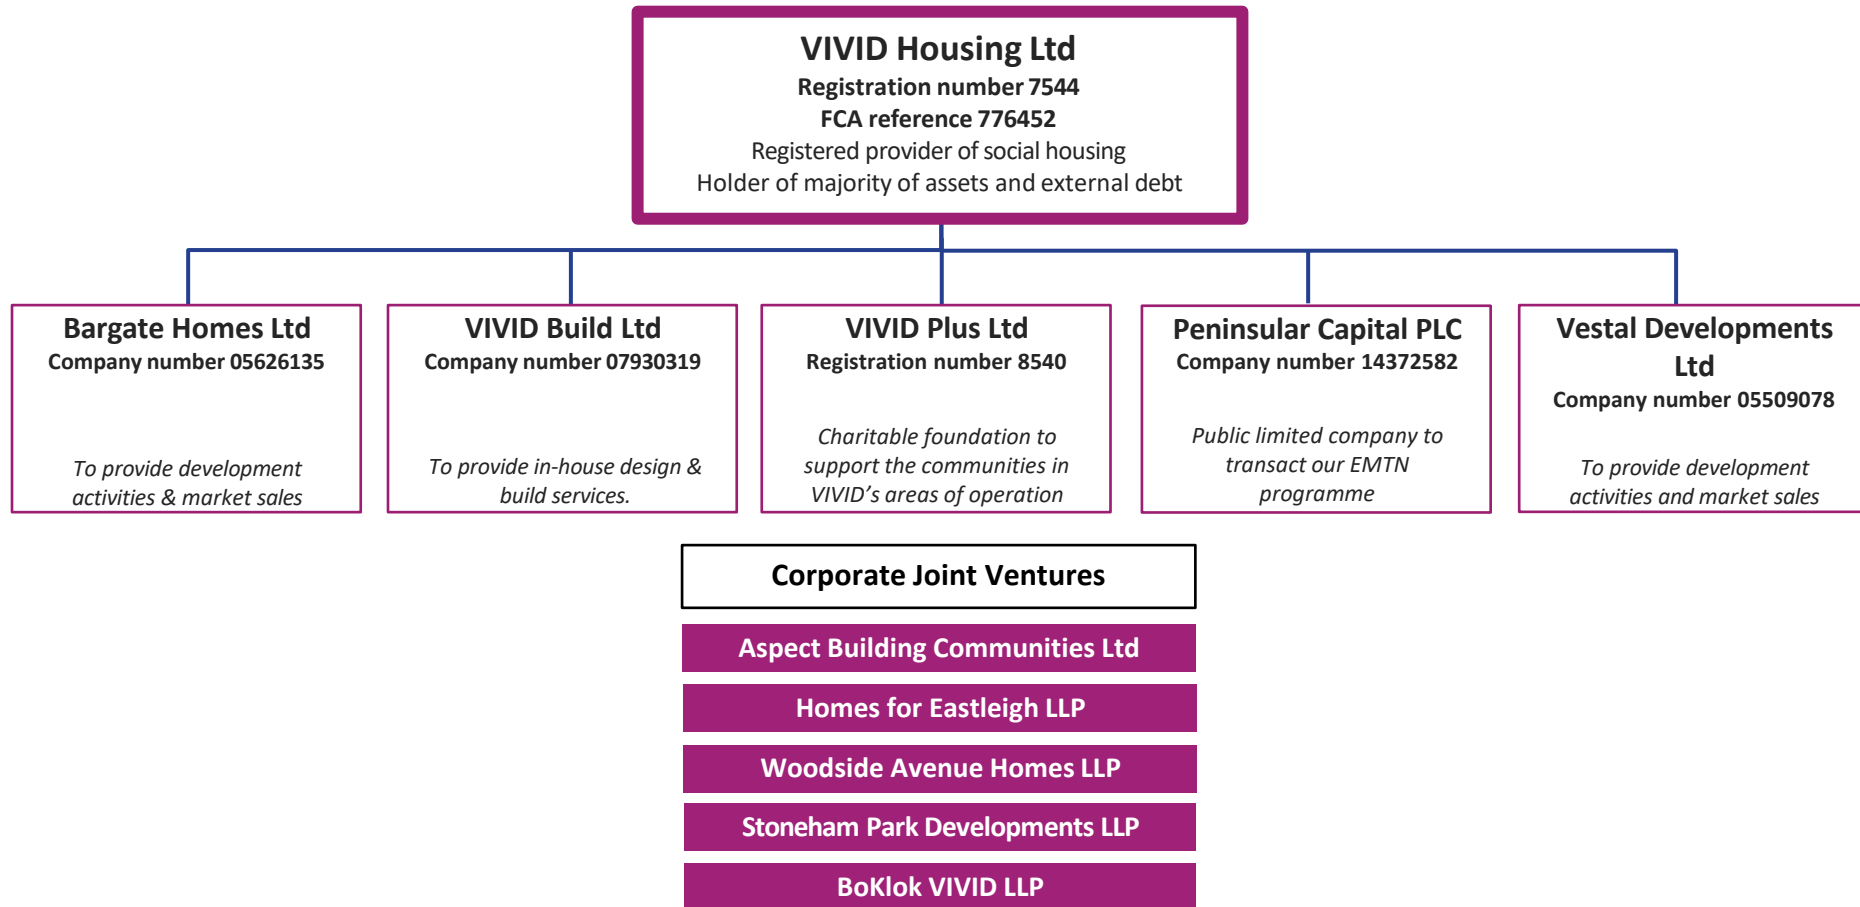 VIVID Housing Ltd
Registration number 7544
FCA reference 776452
Registered provider of social housing
Holder of majority of assets and external debt
Bargate Homes Ltd
Company number 05626135
To provide development
activities & market sales
VIVID Build Ltd
Company number 07930319
To provide in-house design &
build services.
VIVID Plus Ltd
Registration number 8540
Charitable foundation to
support the communities in
VIVID’s areas of operation
Peninsular Capital PLC
Company number 14372582
Public limited company to
transact our EMTN
programme
Vestal Developments
Ltd
Company number 05509078
To provide development
activities and market sales
Corporate Joint Ventures
Aspect Building Communities Ltd
Homes for Eastleigh LLP
Woodside Avenue Homes LLP
Stoneham Park Developments LLP
BoKlok VIVID LLP